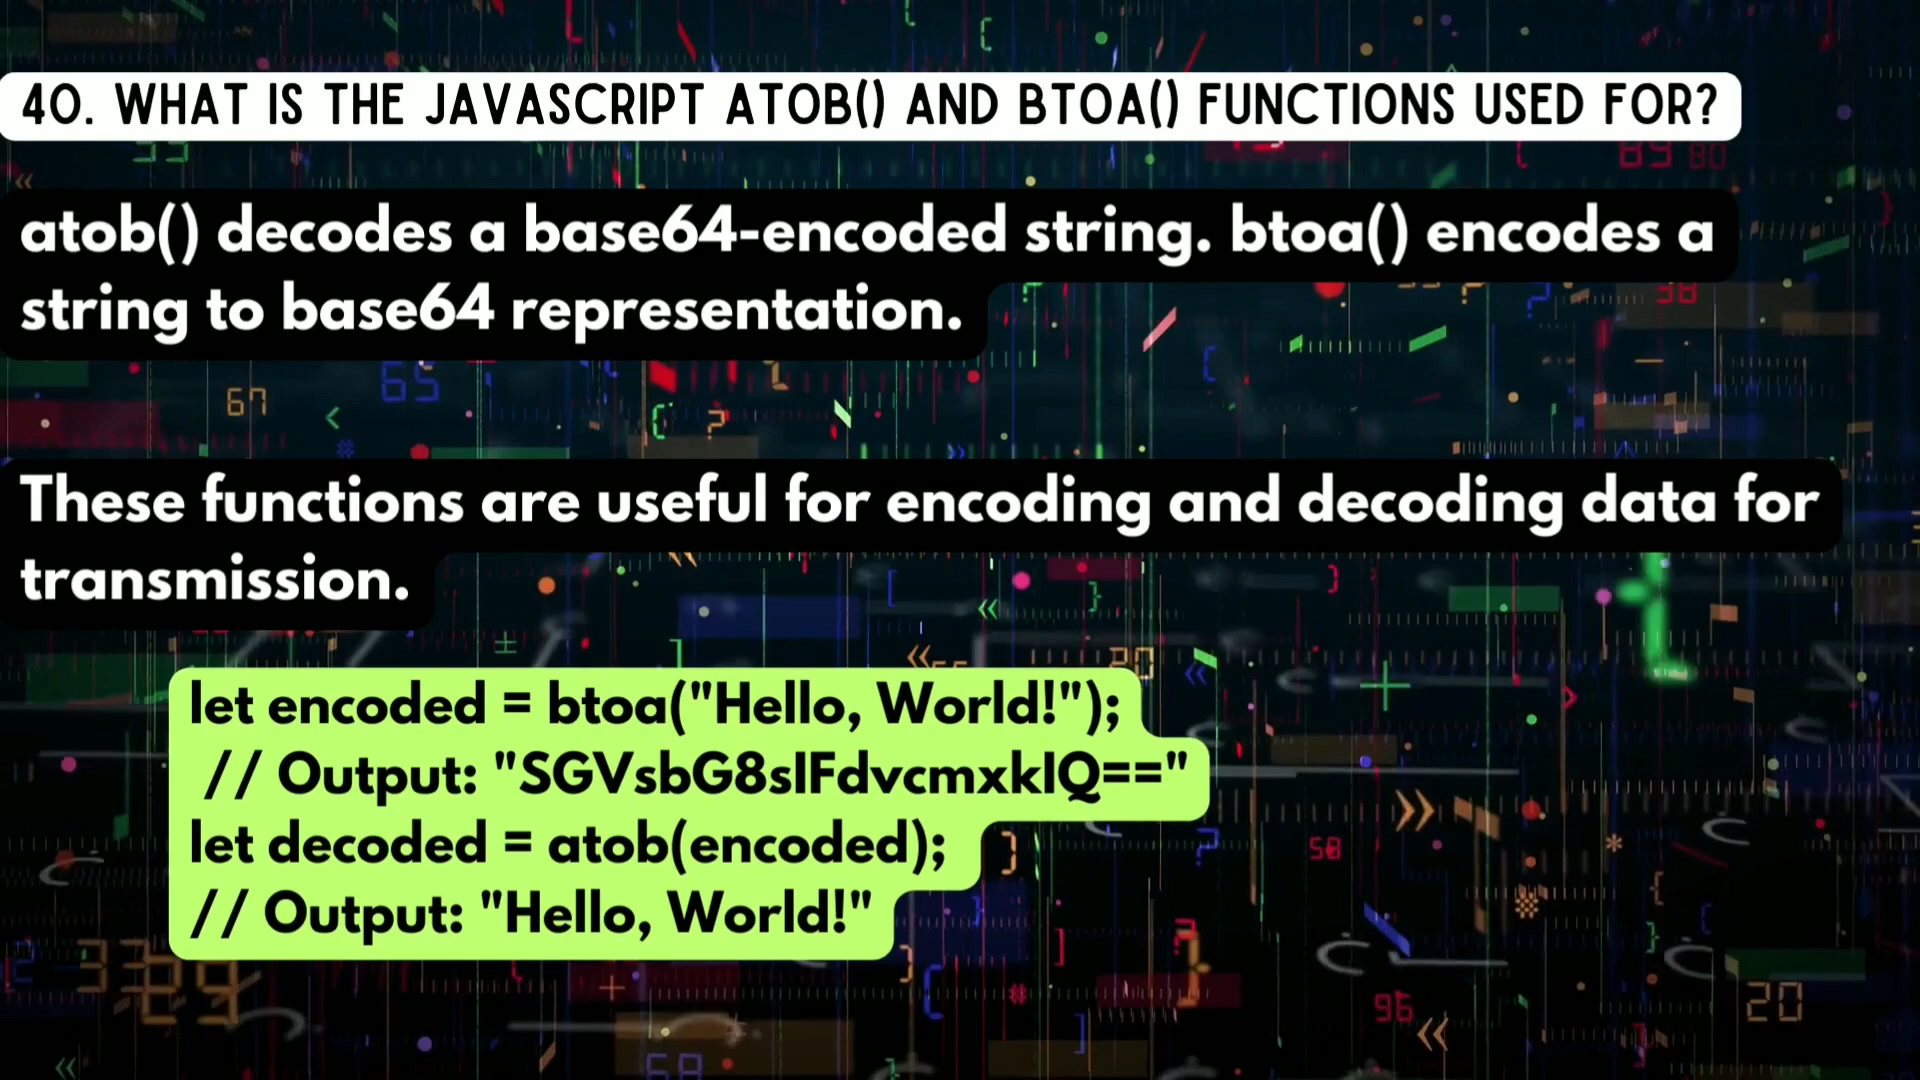 40. WHAT IS THE JAVASCRIPT ATOB() AND BTOA() FUNCTIONS USED FOR?
atob() decodes a base64-encoded string. btoa() encodes a
string to base64 representation.
These functions are useful for encoding and decoding data for
transmission.
let encoded = btoa("Hello, World!");
// Output: "SGVsbG8sIFdvcmxkIQ=="
let decoded = atob(encoded);
// Output: "Hello, World!"